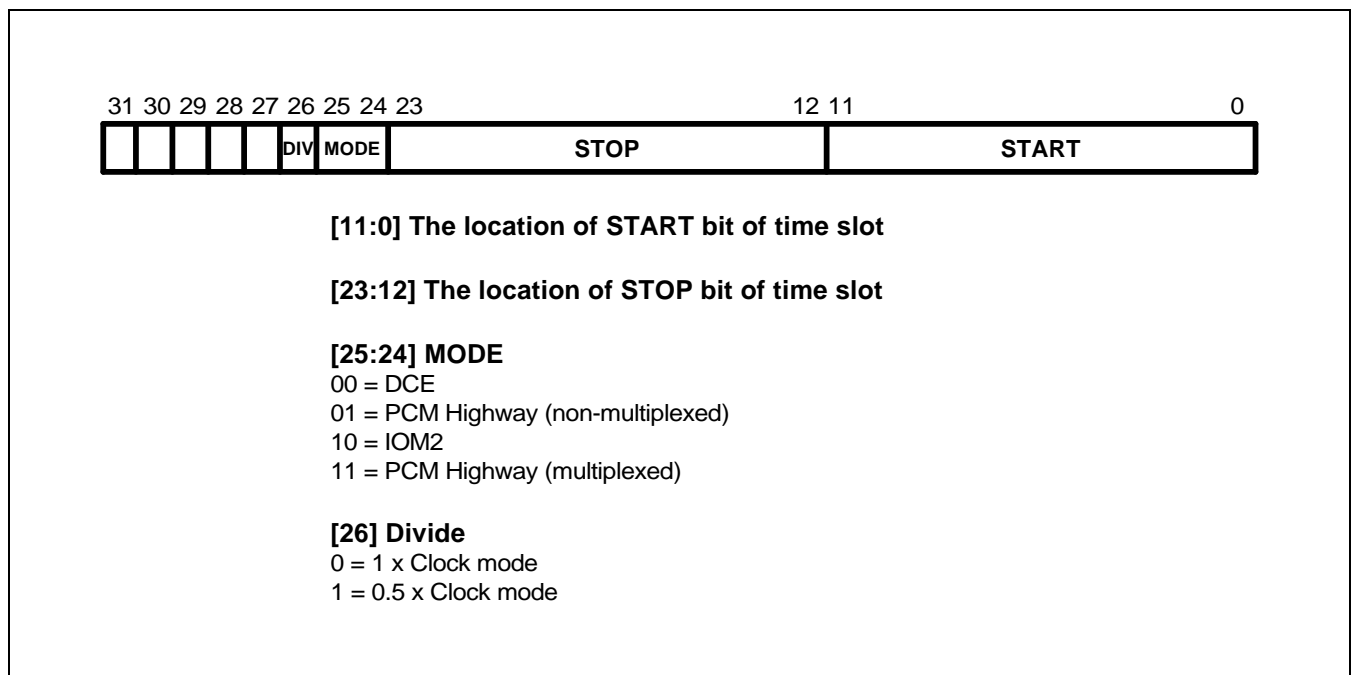 31 30 29 28 27 26 25 24 23 12 11 0
DIV MODE STOP START
[11:0] The location of START bit of time slot
[23:12] The location of STOP bit of time slot
[25:24] MODE
00 = DCE
01 = PCM Highway (non-multiplexed)
10 = IOM2
11 = PCM Highway (multiplexed)
[26] Divide
0 = 1 x Clock mode
1 = 0.5 x Clock mode